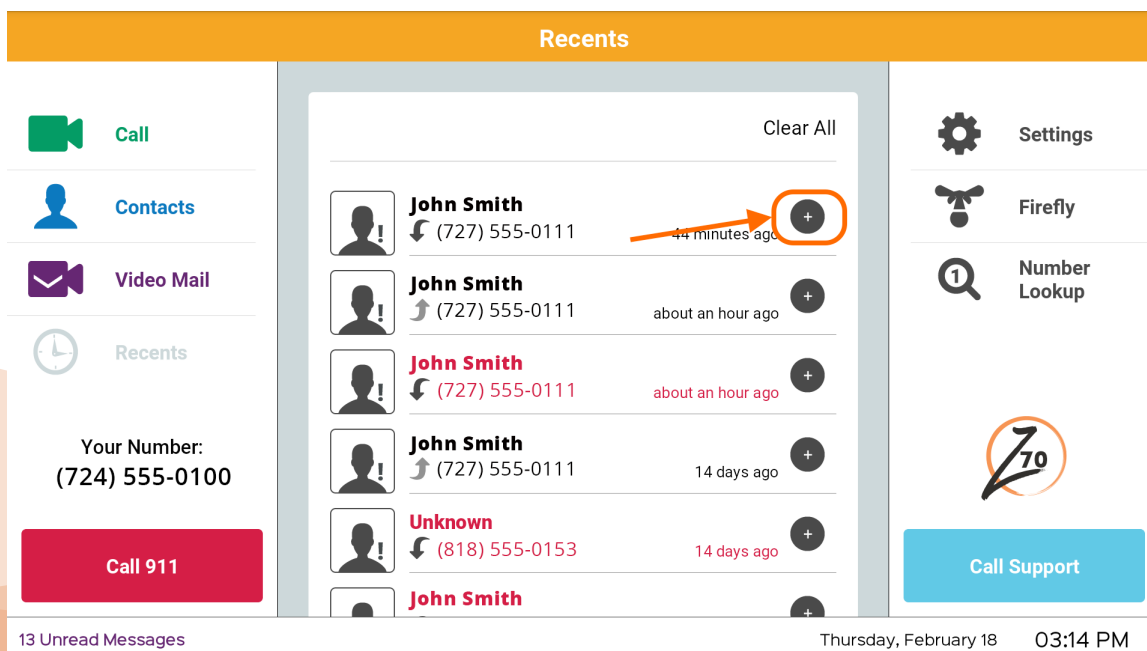 Recents
Call
Contacts
Video Mail
Recents
Your Number:
(724) 555-0100
Call 911
Clear All
John Smith
(727) 555-0111
44 minutes ago
+
John Smith
(727) 555-0111
about an hour ago
+
John Smith
(727) 555-0111
about an hour ago
+
John Smith
(727) 555-0111
14 days ago
+
Unknown
(818) 555-0153
14 days ago
+
John Smith
+
Settings
Firefly
1
Number
Lookup
Z70
Call Support
13 Unread Messages
Thursday, February 18
03:14 PM